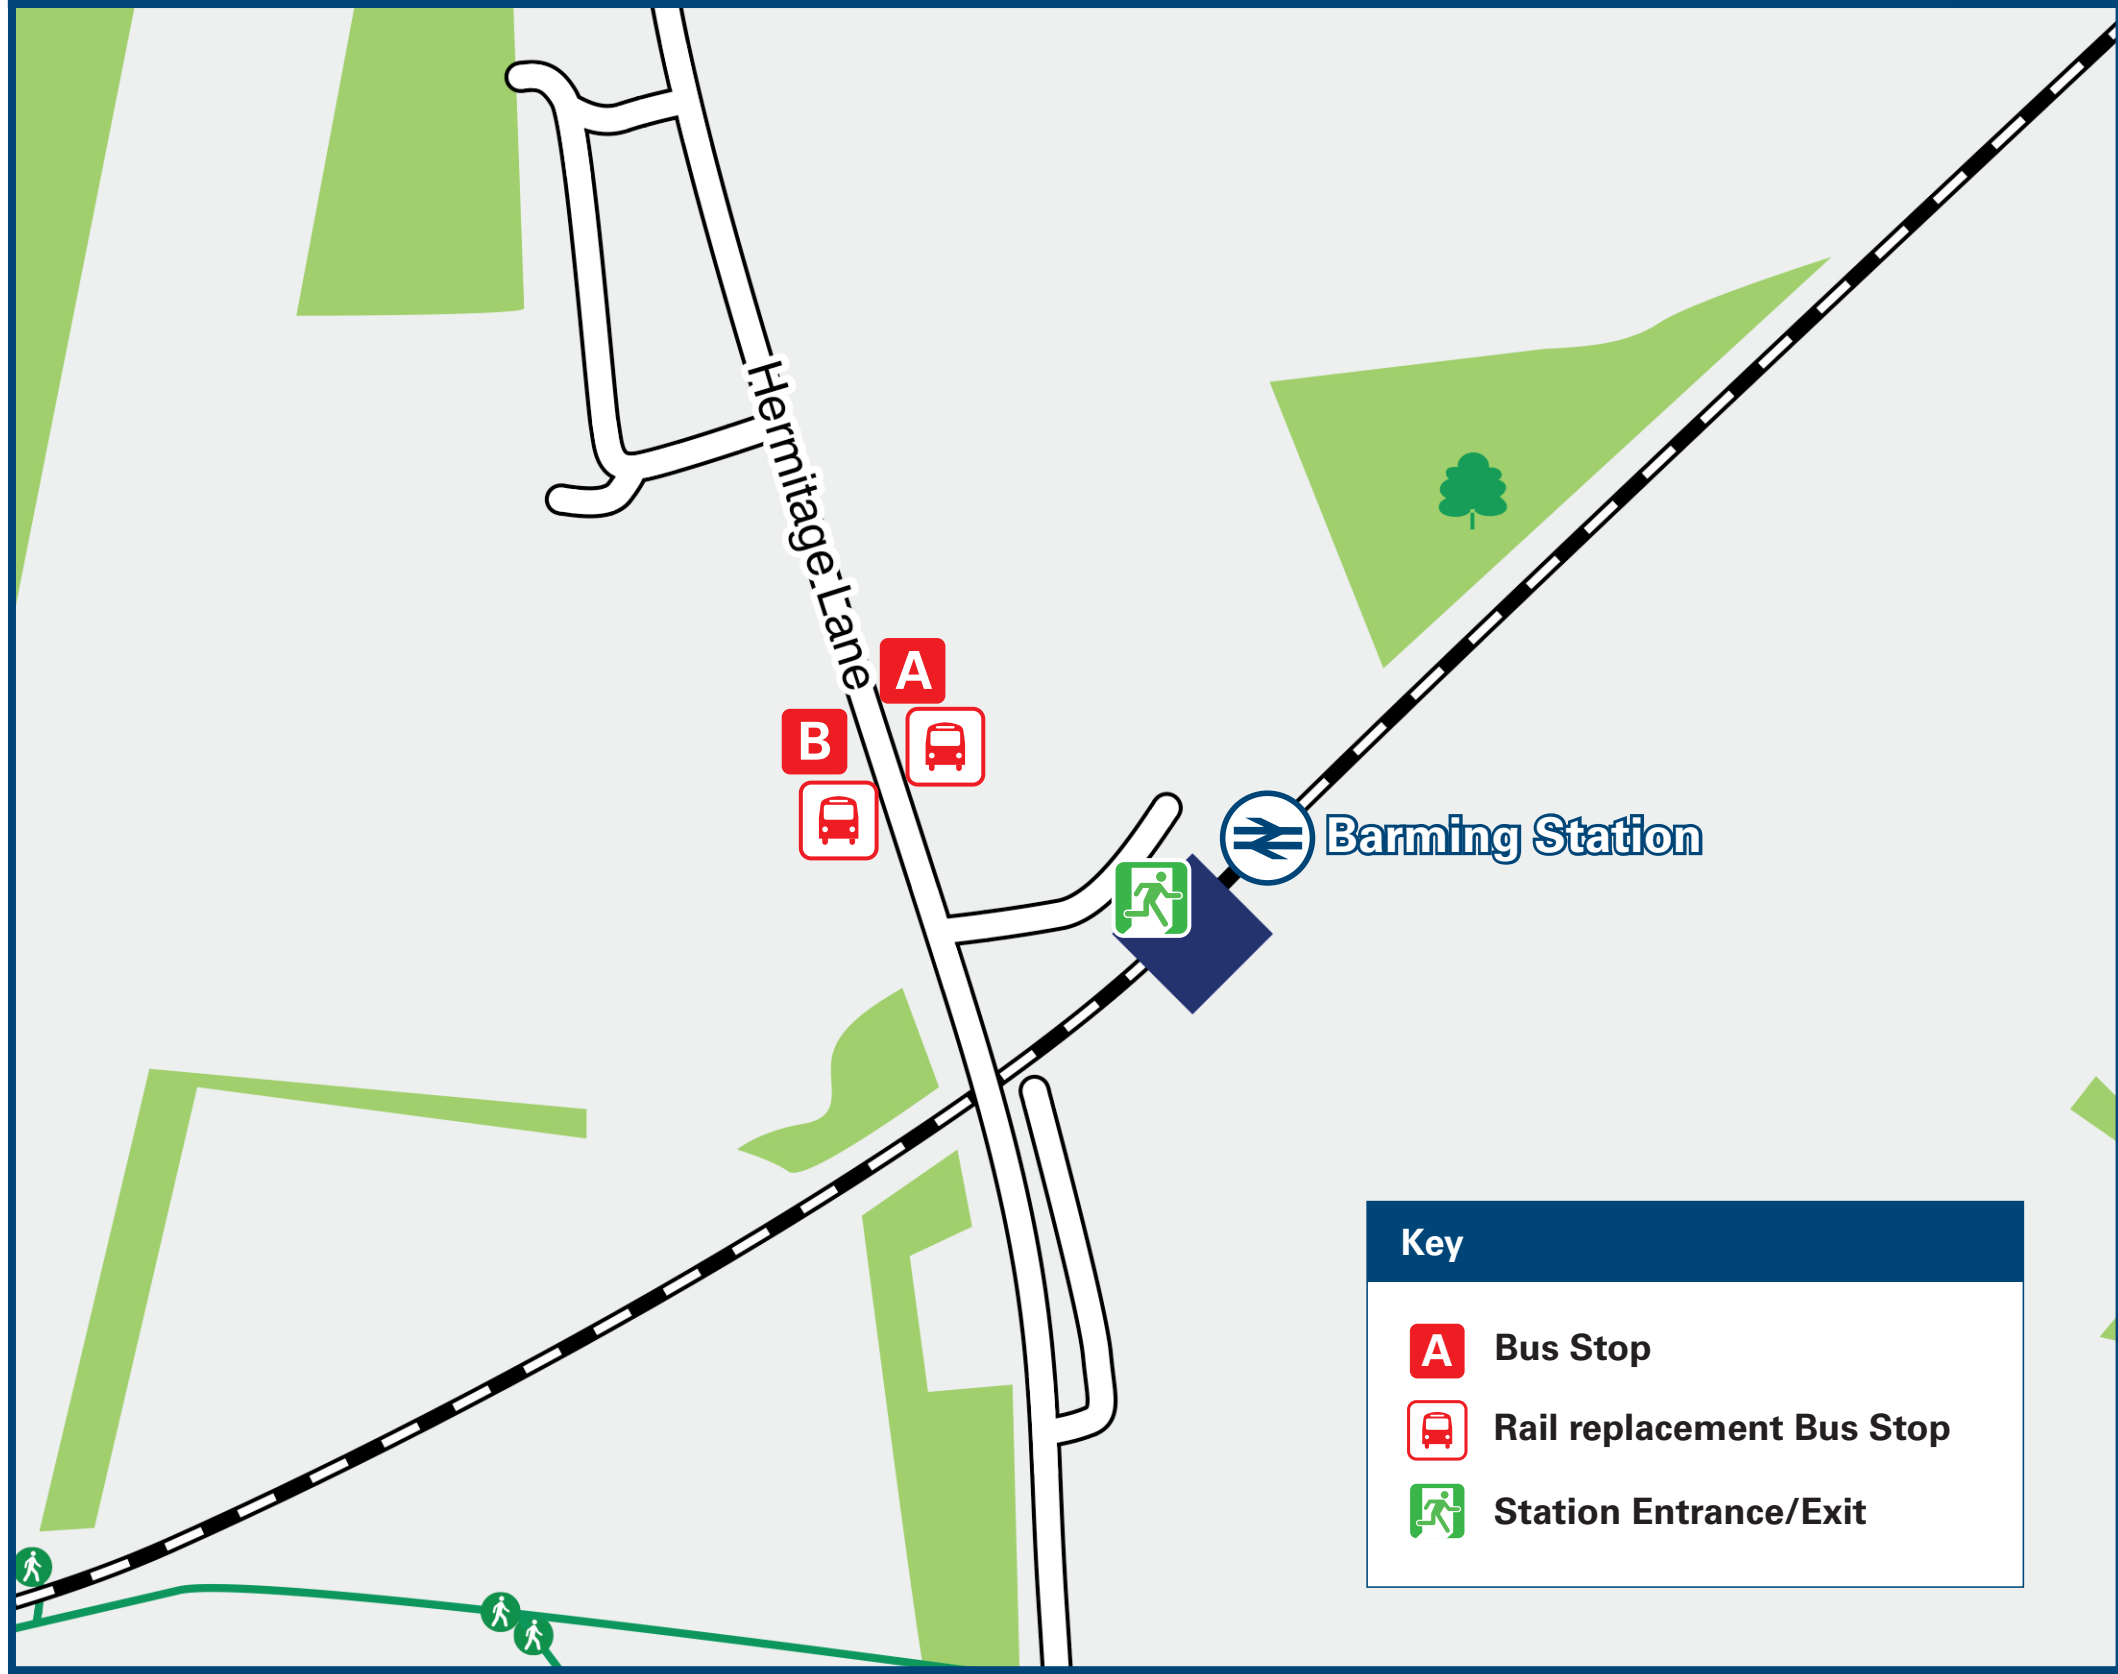 Hermitage Lane
A
B
Barming Station
Key
A Bus Stop
Rail replacement Bus Stop
Station Entrance/Exit